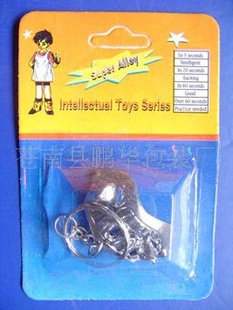 In 5 seconds
Intelligent
In 20 seconds
Exciting
In 60 seconds
Good
Over 60 seconds
Practice needed
Super Alloy
Intellectual Toys Series
苍南县鹏华包装